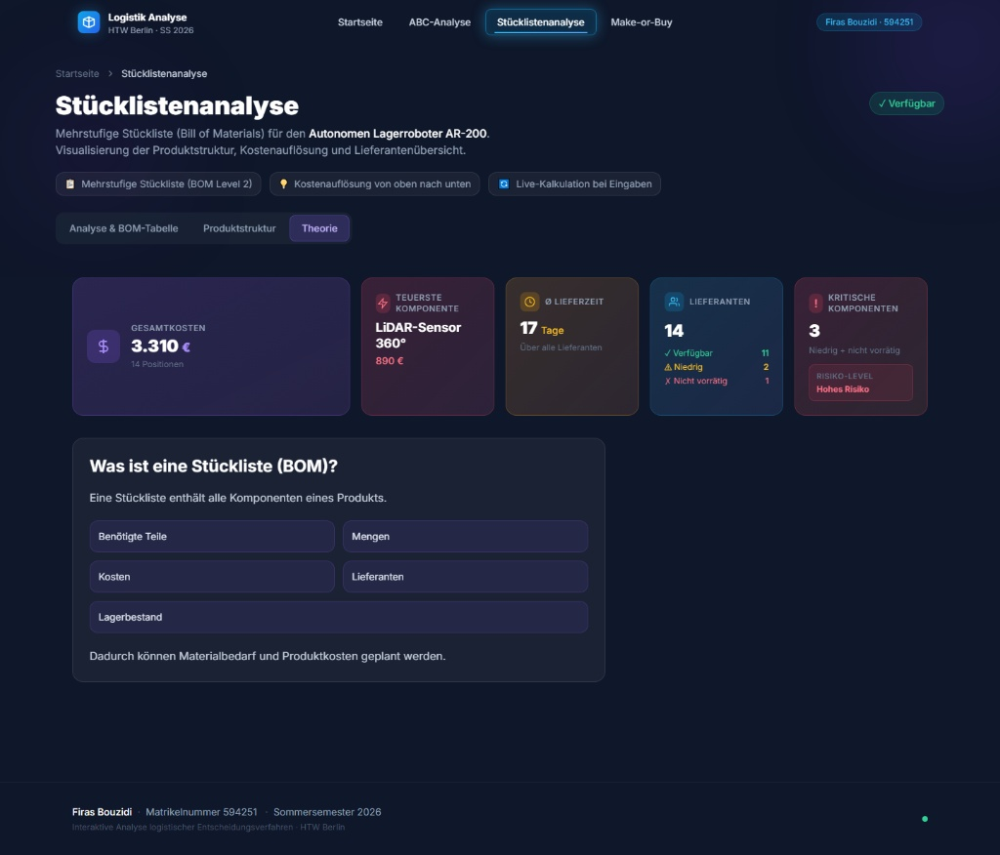 Logistik Analyse
HTW Berlin · SS 2026
Startseite
ABC-Analyse
Stücklistenanalyse
Make-or-Buy
Firas Bouzidi · 594251
Startseite > Stücklistenanalyse
Stücklistenanalyse
✓ Verfügbar
Mehrstufige Stückliste (Bill of Materials) für den Autonomen Lagerroboter AR-200.
Visualisierung der Produktstruktur, Kostenauflösung und Lieferantenübersicht.
Mehrstufige Stückliste (BOM Level 2)
Kostenauflösung von oben nach unten
Live-Kalkulation bei Eingaben
Analyse & BOM-Tabelle
Produktstruktur
Theorie
$
GESAMTKOSTEN
3.310 €
14 Positionen
TEUERSTE
KOMPONENTE
LiDAR-Sensor
360°
890 €
Ø LIEFERZEIT
17 Tage
Über alle Lieferanten
LIEFERANTEN
14
✓ Verfügbar 11
⚠ Niedrig 2
✗ Nicht vorrätig 1
!
KRITISCHE
KOMPONENTEN
3
Niedrig + nicht vorrätig
RISIKO-LEVEL
Hohes Risiko
Was ist eine Stückliste (BOM)?
Eine Stückliste enthält alle Komponenten eines Produkts.
Benötigte Teile
Mengen
Kosten
Lieferanten
Lagerbestand
Dadurch können Materialbedarf und Produktkosten geplant werden.
Firas Bouzidi · Matrikelnummer 594251 · Sommersemester 2026
Interaktive Analyse logistischer Entscheidungsverfahren · HTW Berlin